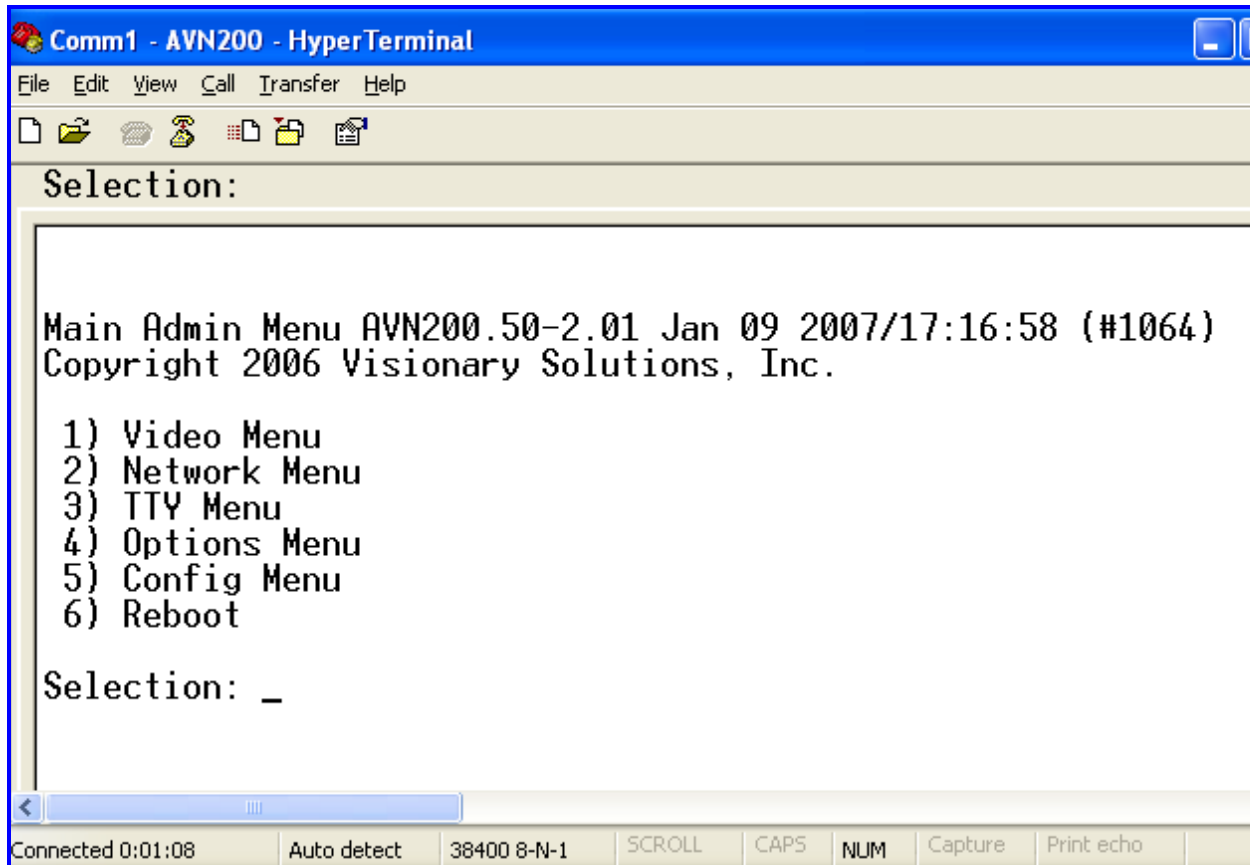 Comm1 - AVN200 - HyperTerminal
File Edit View Call Transfer Help
Selection:
Main Admin Menu AVN200.50-2.01 Jan 09 2007/17:16:58 (#1064)
Copyright 2006 Visionary Solutions, Inc.
1) Video Menu
2) Network Menu
3) TTY Menu
4) Options Menu
5) Config Menu
6) Reboot
Selection: _
Connected 0:01:08 Auto detect 38400 8-N-1 SCROLL CAPS NUM Capture Print echo